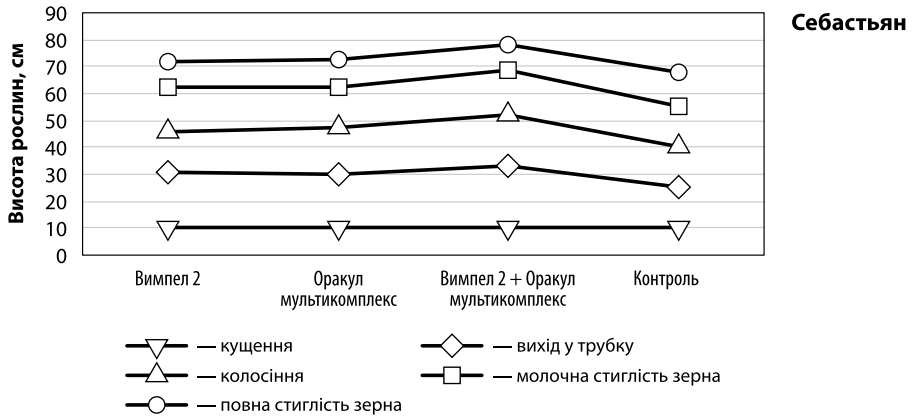 Себастьян
Висота рослин, см
90
80
70
60
50
40
30
20
10
0
Вимпел 2
Оракул
мультикомплекс
Вимпел 2 + Оракул
мультикомплекс
Контроль
— кущення
— вихід у трубку
— колосіння
— молочна стиглість зерна
— повна стиглість зерна